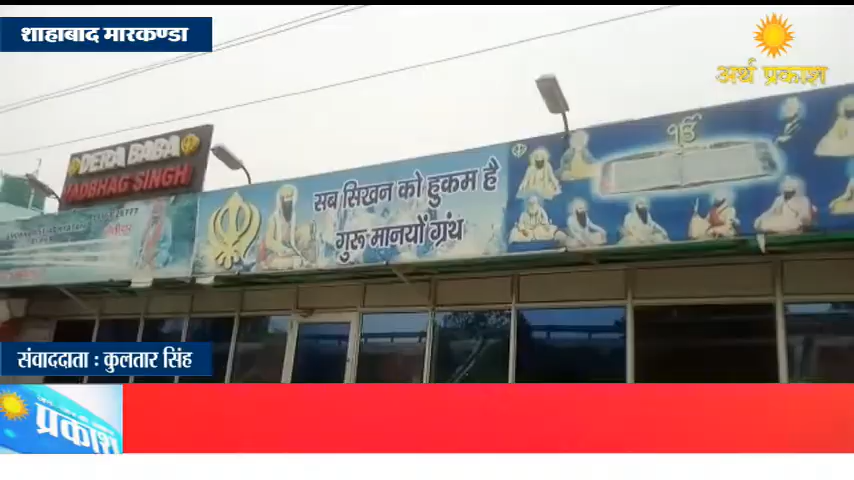 शाहाबाद मारकण्डा
अर्थ प्रकाश
DERA BABA
VADBHAG SINGH
सब सिखन को हुकम है
गुरू मानयों ग्रंथ
ੴ
संवाददाता : कुलतार सिंह
प्रकाश